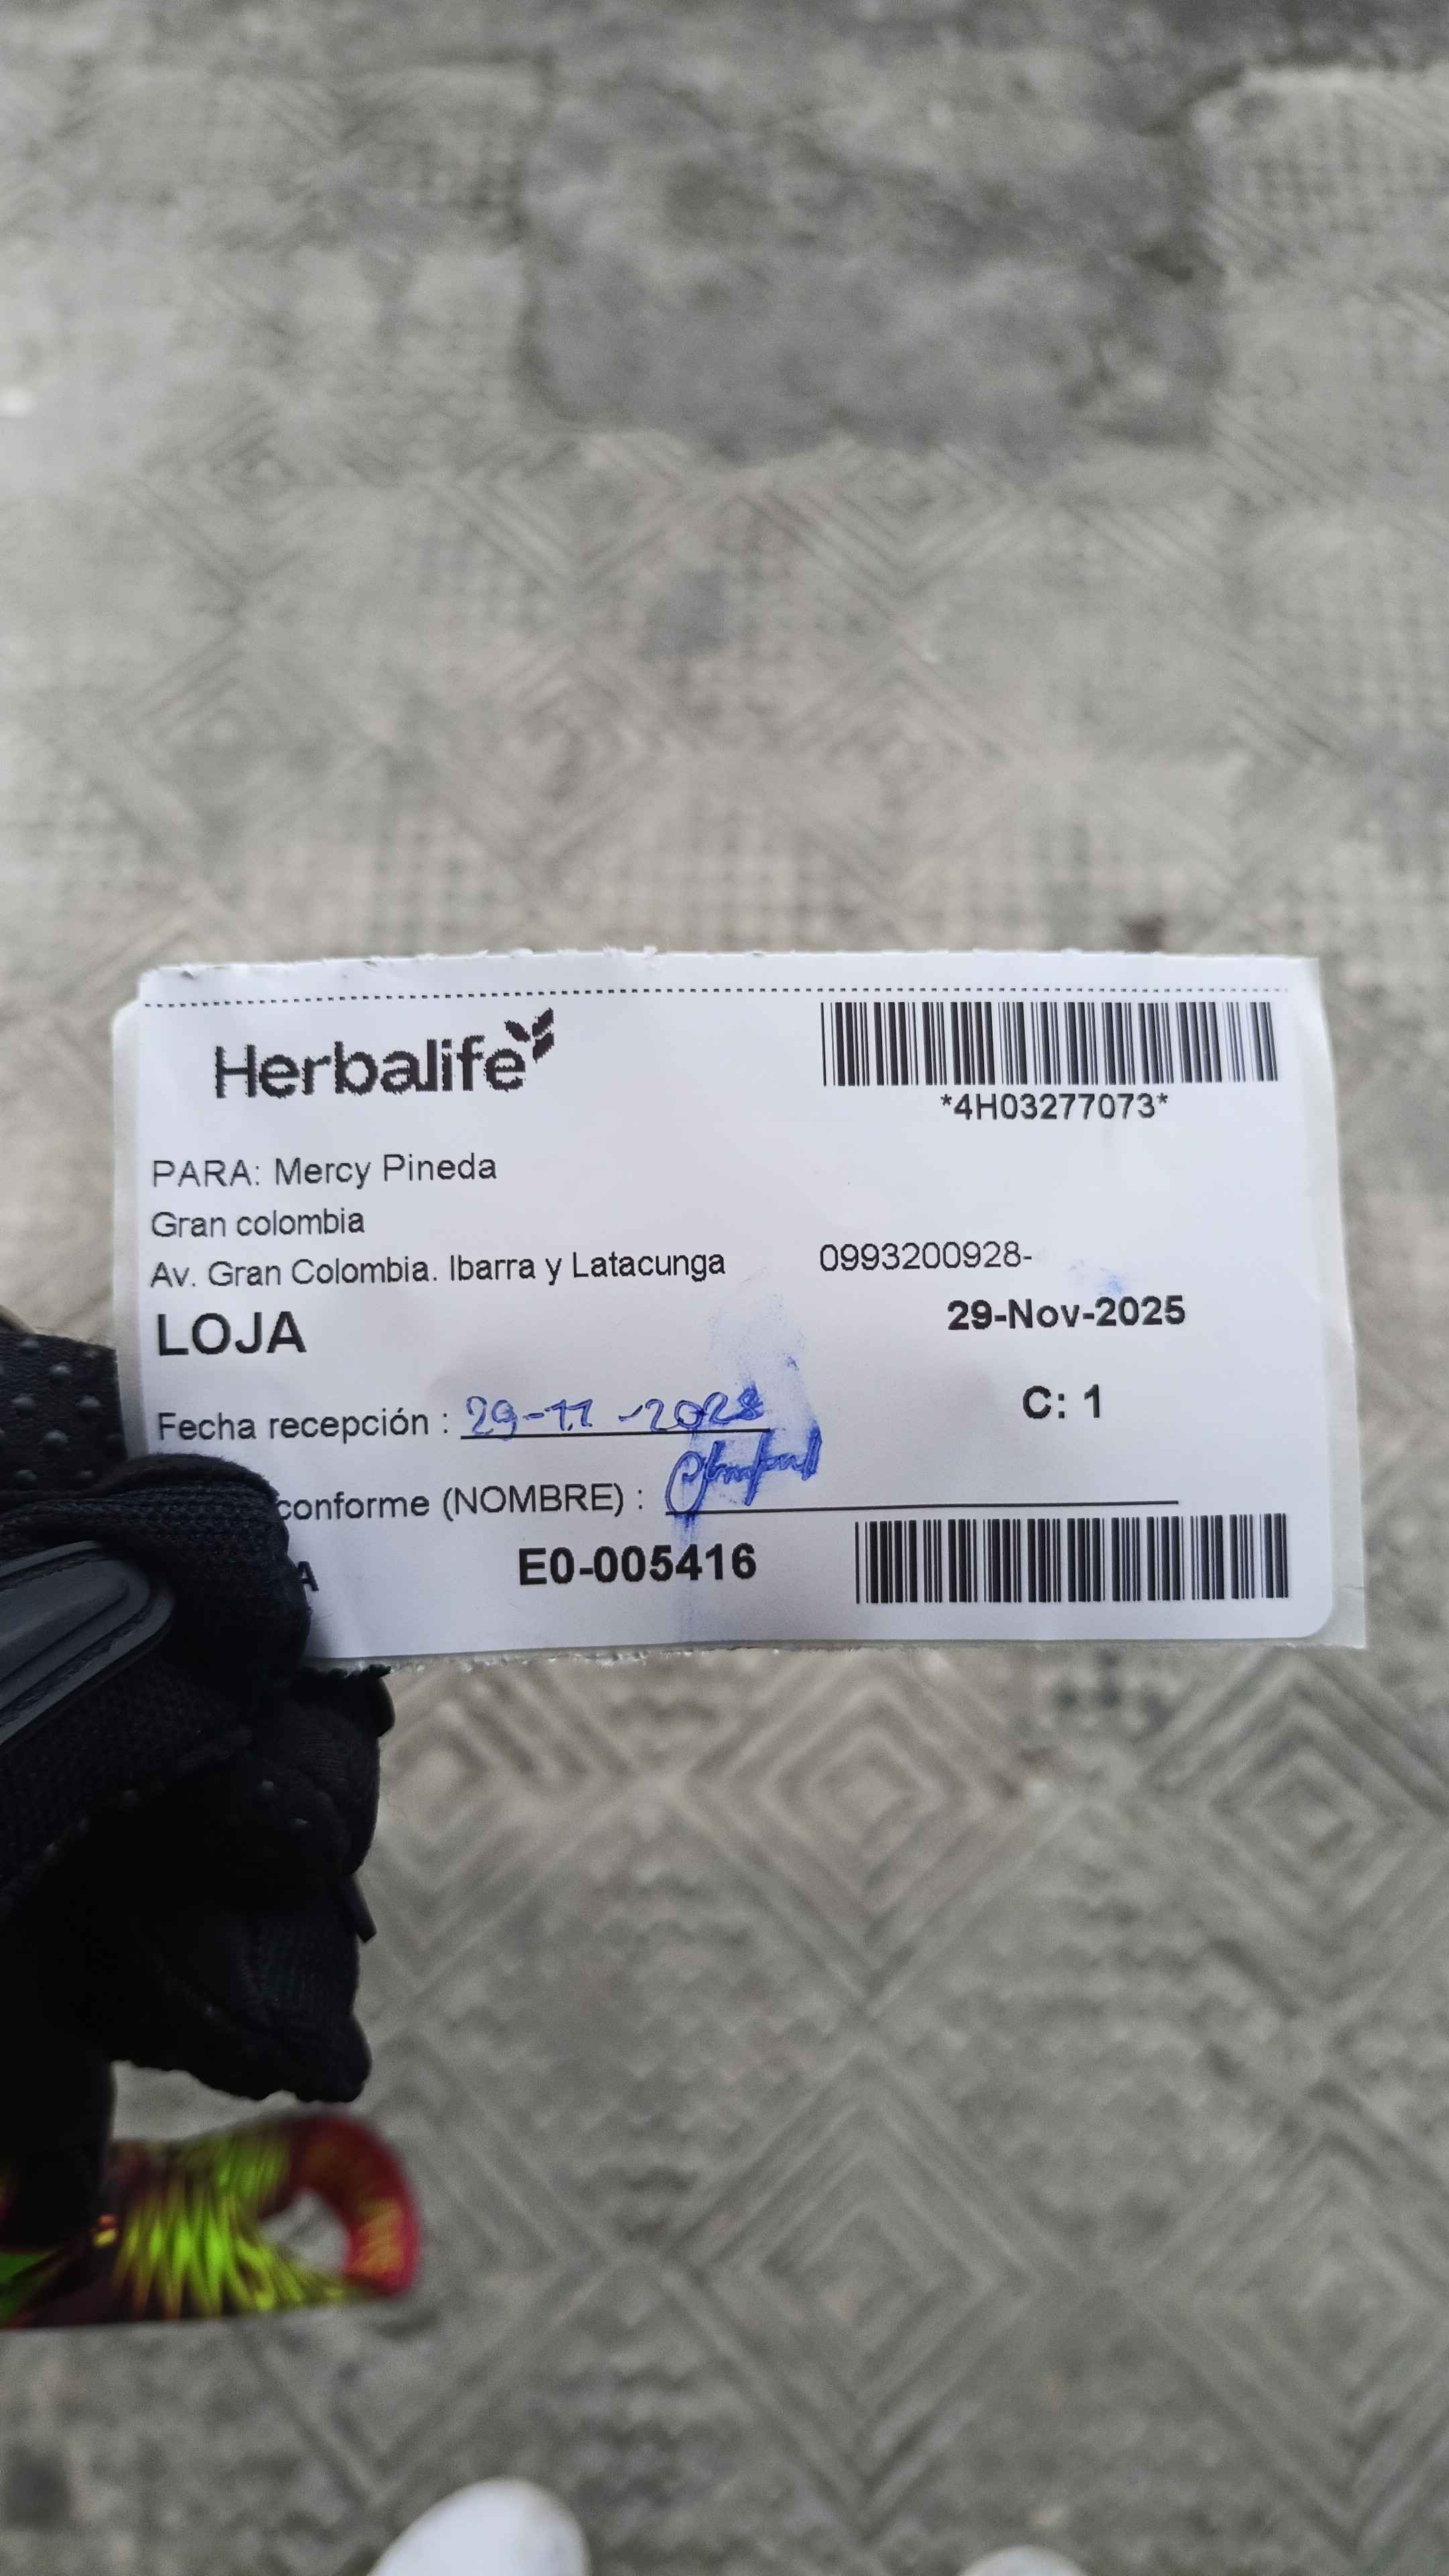 Herbalife
*4H03277073*
PARA: Mercy Pineda
Gran colombia
Av. Gran Colombia. Ibarra y Latacunga 0993200928-
LOJA 29-Nov-2025
Fecha recepción : 29-11-2025 C: 1
conforme (NOMBRE) :
A E0-005416